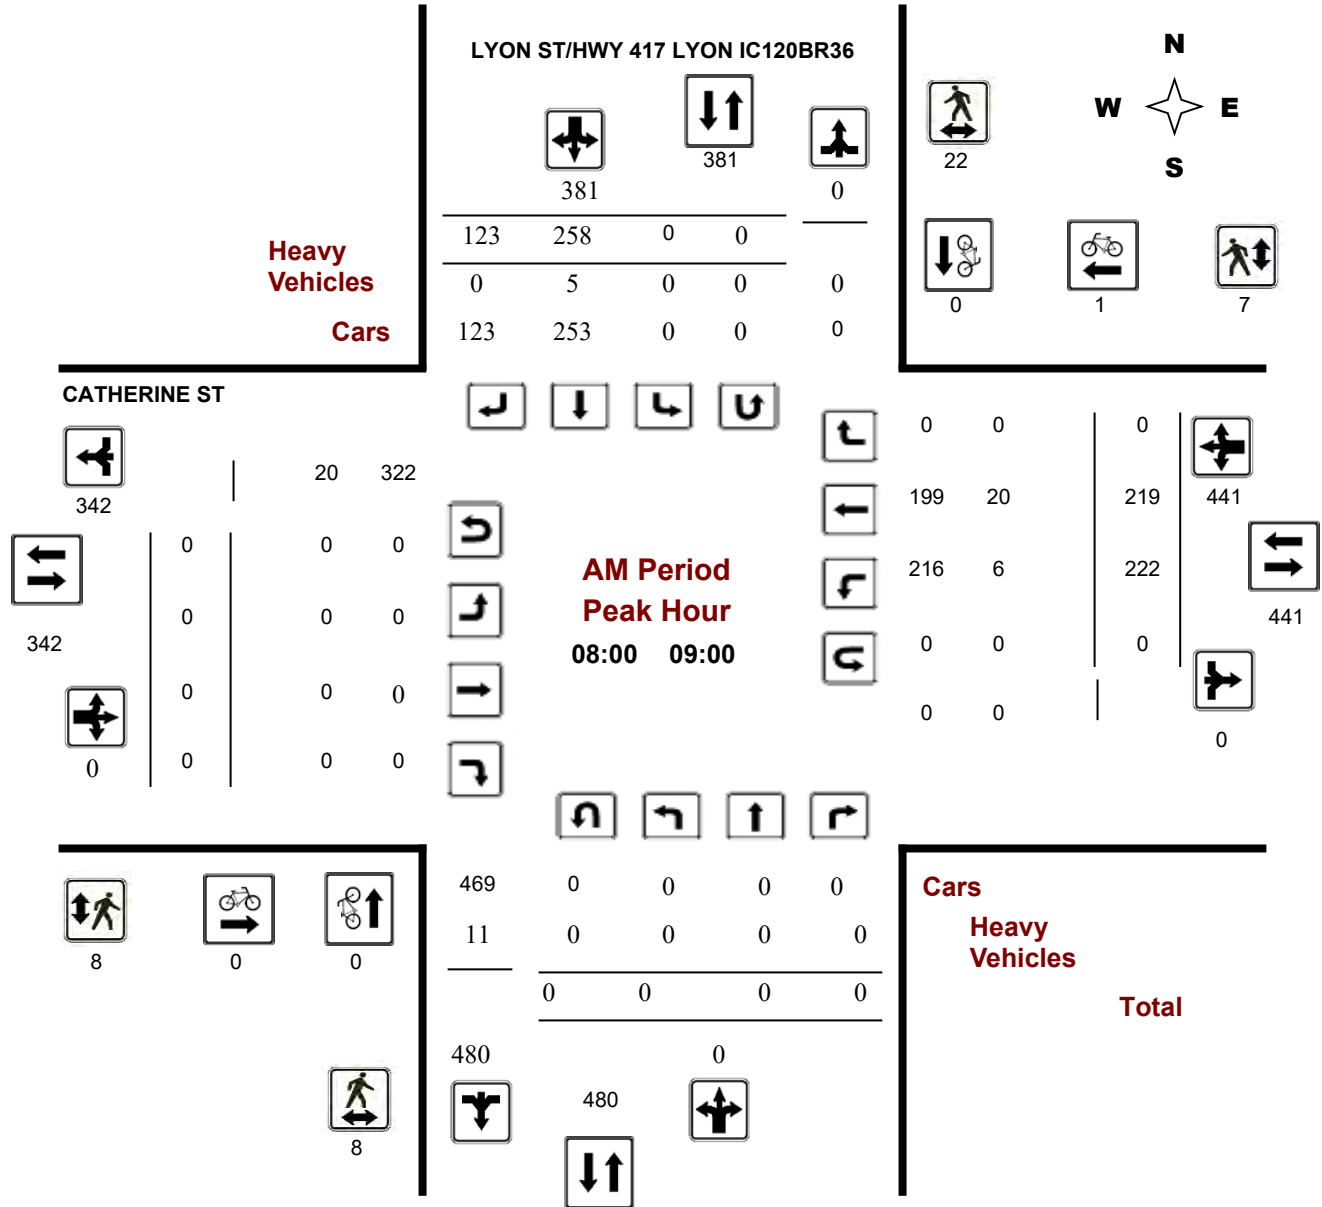 LYON ST/HWY 417 LYON IC120BR36
N
W E
S
381
22
381 0
123 258 0 0
Heavy
Vehicles
0 5 0 0 0
0 1 7
Cars
123 253 0 0 0
CATHERINE ST
0 0 0
20 322
342
199 20 219 441
0 0 0
AM Period
216 6 222
Peak Hour
0 0 0
441
342
08:00 09:00
0 0 0
0 0 0
0 0
0
0 0 0
0
469 0 0 0 0
Cars
11 0 0 0 0
Heavy
Vehicles
8 0 0
0 0 0 0
Total
480 0
480
8